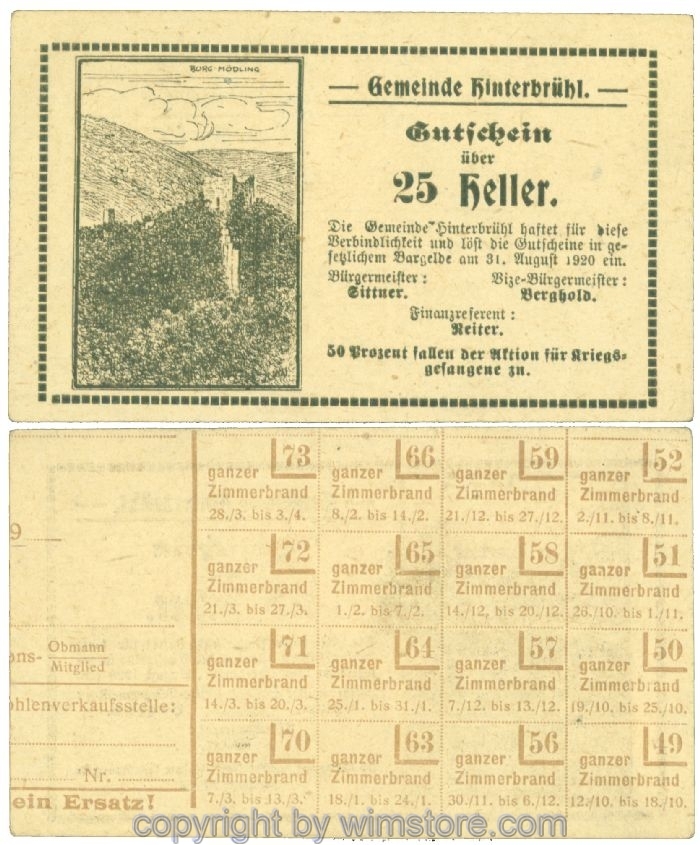 BURG MÖDLING
— Gemeinde Hinterbrühl. —
Gutschein
über
25 Heller.
Die Gemeinde Hinterbrühl haftet für diese
Verbindlichkeit und löst die Gutscheine in ge-
setzlichem Bargelde am 31. August 1920 ein.
Bürgermeister: Vize-Bürgermeister:
Sittner. Berghold.
Finanzreferent:
Reiter.
50 Prozent fallen der Aktion für Kriegs-
gefangene zu.
ganzer 73 ganzer 66 ganzer 59 ganzer 52
Zimmerbrand Zimmerbrand Zimmerbrand Zimmerbrand
28./3. bis 3./4. 8./2. bis 14./2. 21./12. bis 27./12. 2./11. bis 8./11.
9
ganzer 72 ganzer 65 ganzer 58 ganzer 51
Zimmerbrand Zimmerbrand Zimmerbrand Zimmerbrand
21./3. bis 27./3. 1./2. bis 7./2. 14./12. bis 20./12. 26./10. bis 1./11.
ons- Obmann
Mitglied
ganzer 71 ganzer 64 ganzer 57 ganzer 50
Zimmerbrand Zimmerbrand Zimmerbrand Zimmerbrand
ohlenverkaufsstelle: 14./3. bis 20./3. 25./1. bis 31./1. 7./12. bis 13./12. 19./10. bis 25./10.
ganzer 70 ganzer 63 ganzer 56 ganzer 49
Nr. Zimmerbrand Zimmerbrand Zimmerbrand Zimmerbrand
ein Ersatz! 7./3. bis 13./3. 18./1. bis 24./1. 30./11. bis 6./12. 12./10. bis 18./10.
copyright by wimstore.com